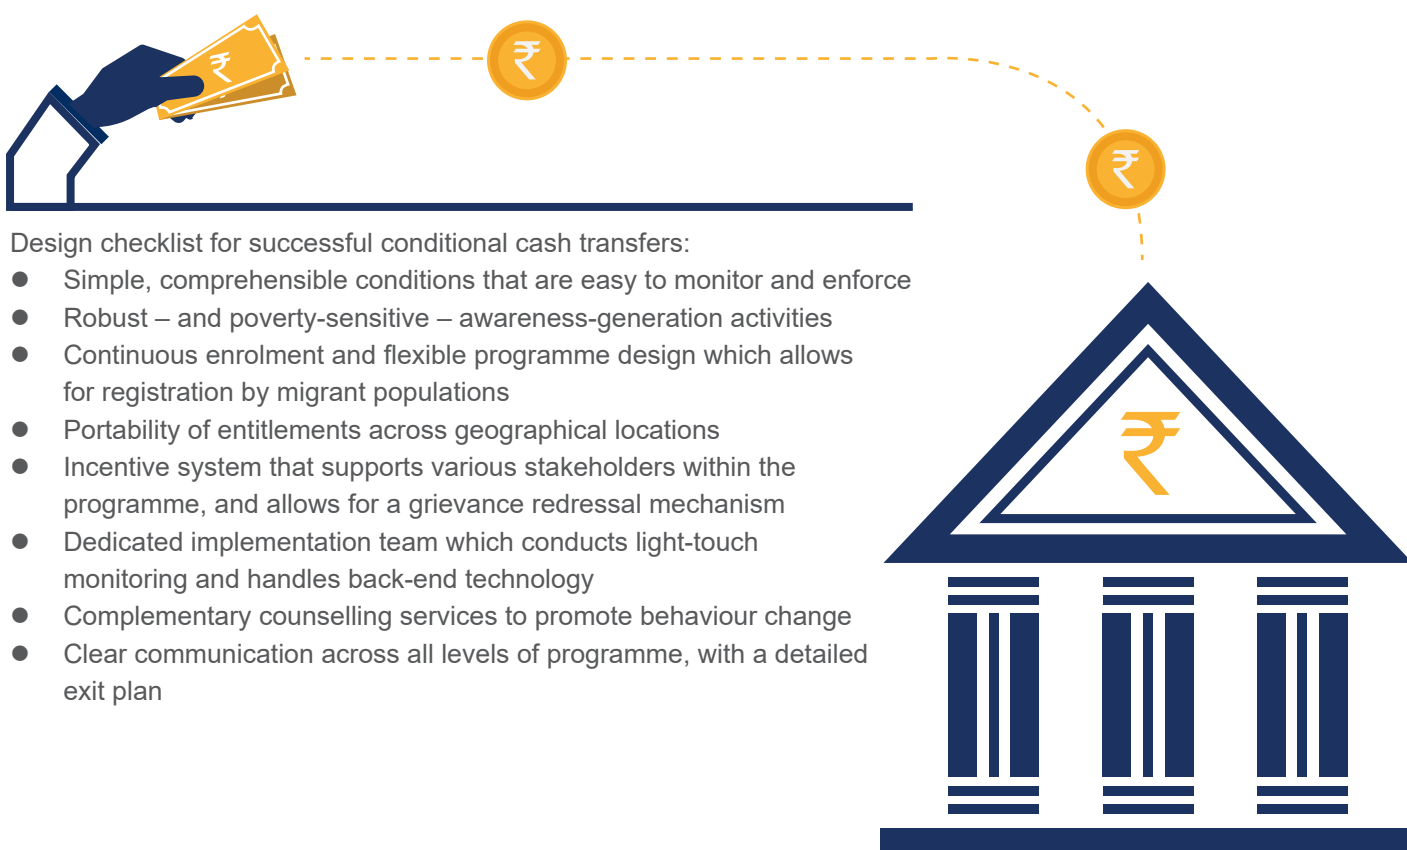 ₹
₹
₹
Design checklist for successful conditional cash transfers:
● Simple, comprehensible conditions that are easy to monitor and enforce
● Robust – and poverty-sensitive – awareness-generation activities
● Continuous enrolment and flexible programme design which allows
for registration by migrant populations
● Portability of entitlements across geographical locations
● Incentive system that supports various stakeholders within the
programme, and allows for a grievance redressal mechanism
● Dedicated implementation team which conducts light-touch
monitoring and handles back-end technology
● Complementary counselling services to promote behaviour change
● Clear communication across all levels of programme, with a detailed
exit plan
₹